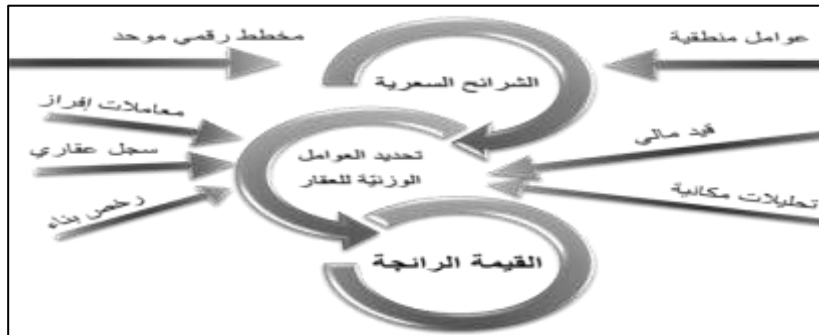 عوامل منطقية
مخطط رقمي موحد
الشرائح السعرية
معاملات إفراز
قيد مالي
سجل عقاري
تحديد العوامل
الوزنيّة للعقار
تحليلات مكانية
رخص بناء
القيمة الرائجة